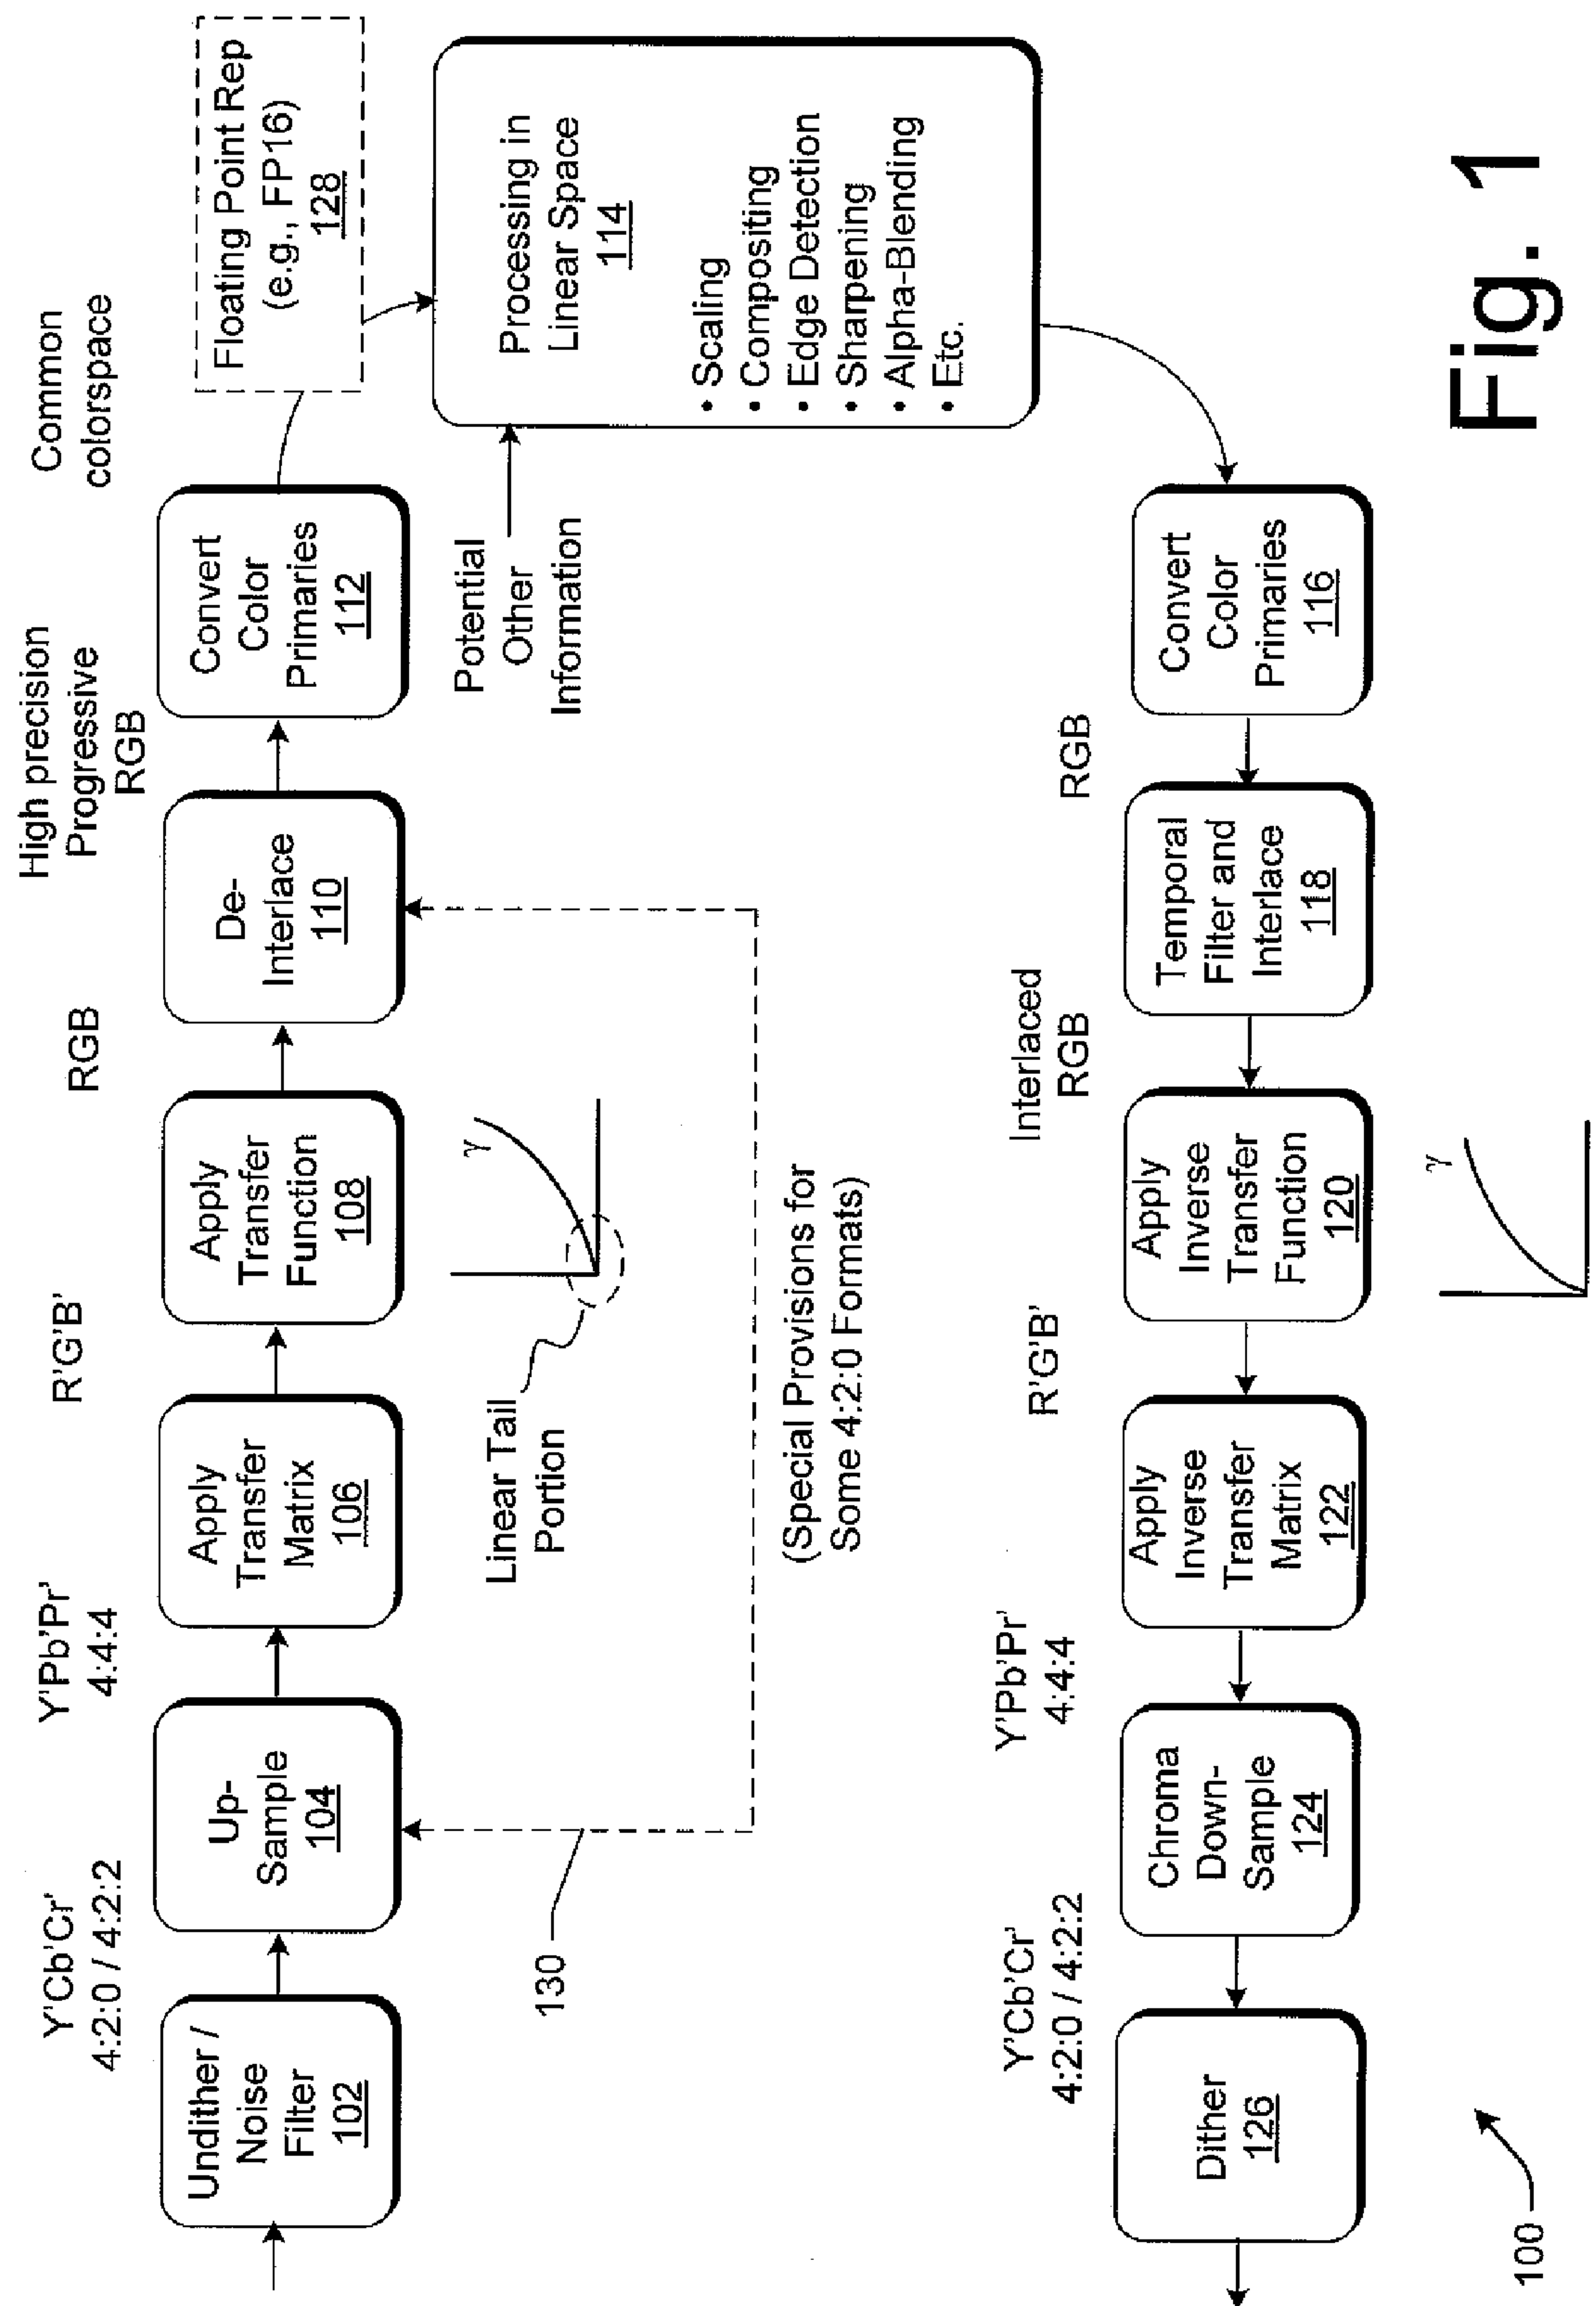 Y'Cb'Cr'
4:2:0 / 4:2:2
Y'Pb'Pr'
4:4:4
R'G'B'
RGB
High precision
Progressive
RGB
Common
colorspace
Undither /
Noise
Filter
102
Up-
Sample
104
Apply
Transfer
Matrix
106
Apply
Transfer
Function
108
De-
Interlace
110
Convert
Color
Primaries
112
Floating Point Rep
(e.g., FP16)
128
130
Linear Tail
Portion
γ
(Special Provisions for
Some 4:2:0 Formats)
Potential
Other
Information
Processing in
Linear Space
114
• Scaling
• Compositing
• Edge Detection
• Sharpening
• Alpha-Blending
• Etc.
Y'Cb'Cr'
4:2:0 / 4:2:2
Y'Pb'Pr'
4:4:4
R'G'B'
Interlaced
RGB
RGB
Dither
126
Chroma
Down-
Sample
124
Apply
Inverse
Transfer
Matrix
122
Apply
Inverse
Transfer
Function
120
Temporal
Filter and
Interlace
118
Convert
Color
Primaries
116
γ
100
Fig. 1